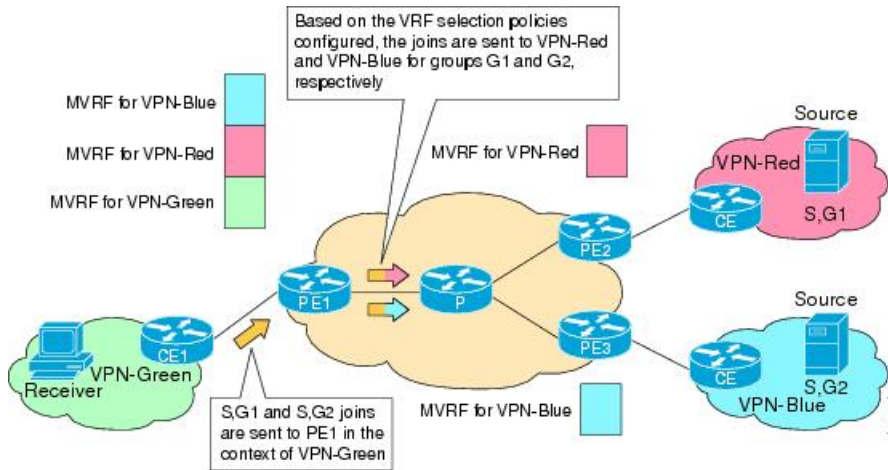 Based on the VRF selection policies
configured, the joins are sent to VPN-Red
and VPN-Blue for groups G1 and G2,
respectively
MVRF for VPN-Blue
MVRF for VPN-Red
MVRF for VPN-Green
MVRF for VPN-Red
Source
VPN-Red
S,G1
CE
PE2
PE1
P
PE3
CE1
VPN-Green
Receiver
Source
CE
S,G2
VPN-Blue
MVRF for VPN-Blue
S,G1 and S,G2 joins
are sent to PE1 in the
context of VPN-Green